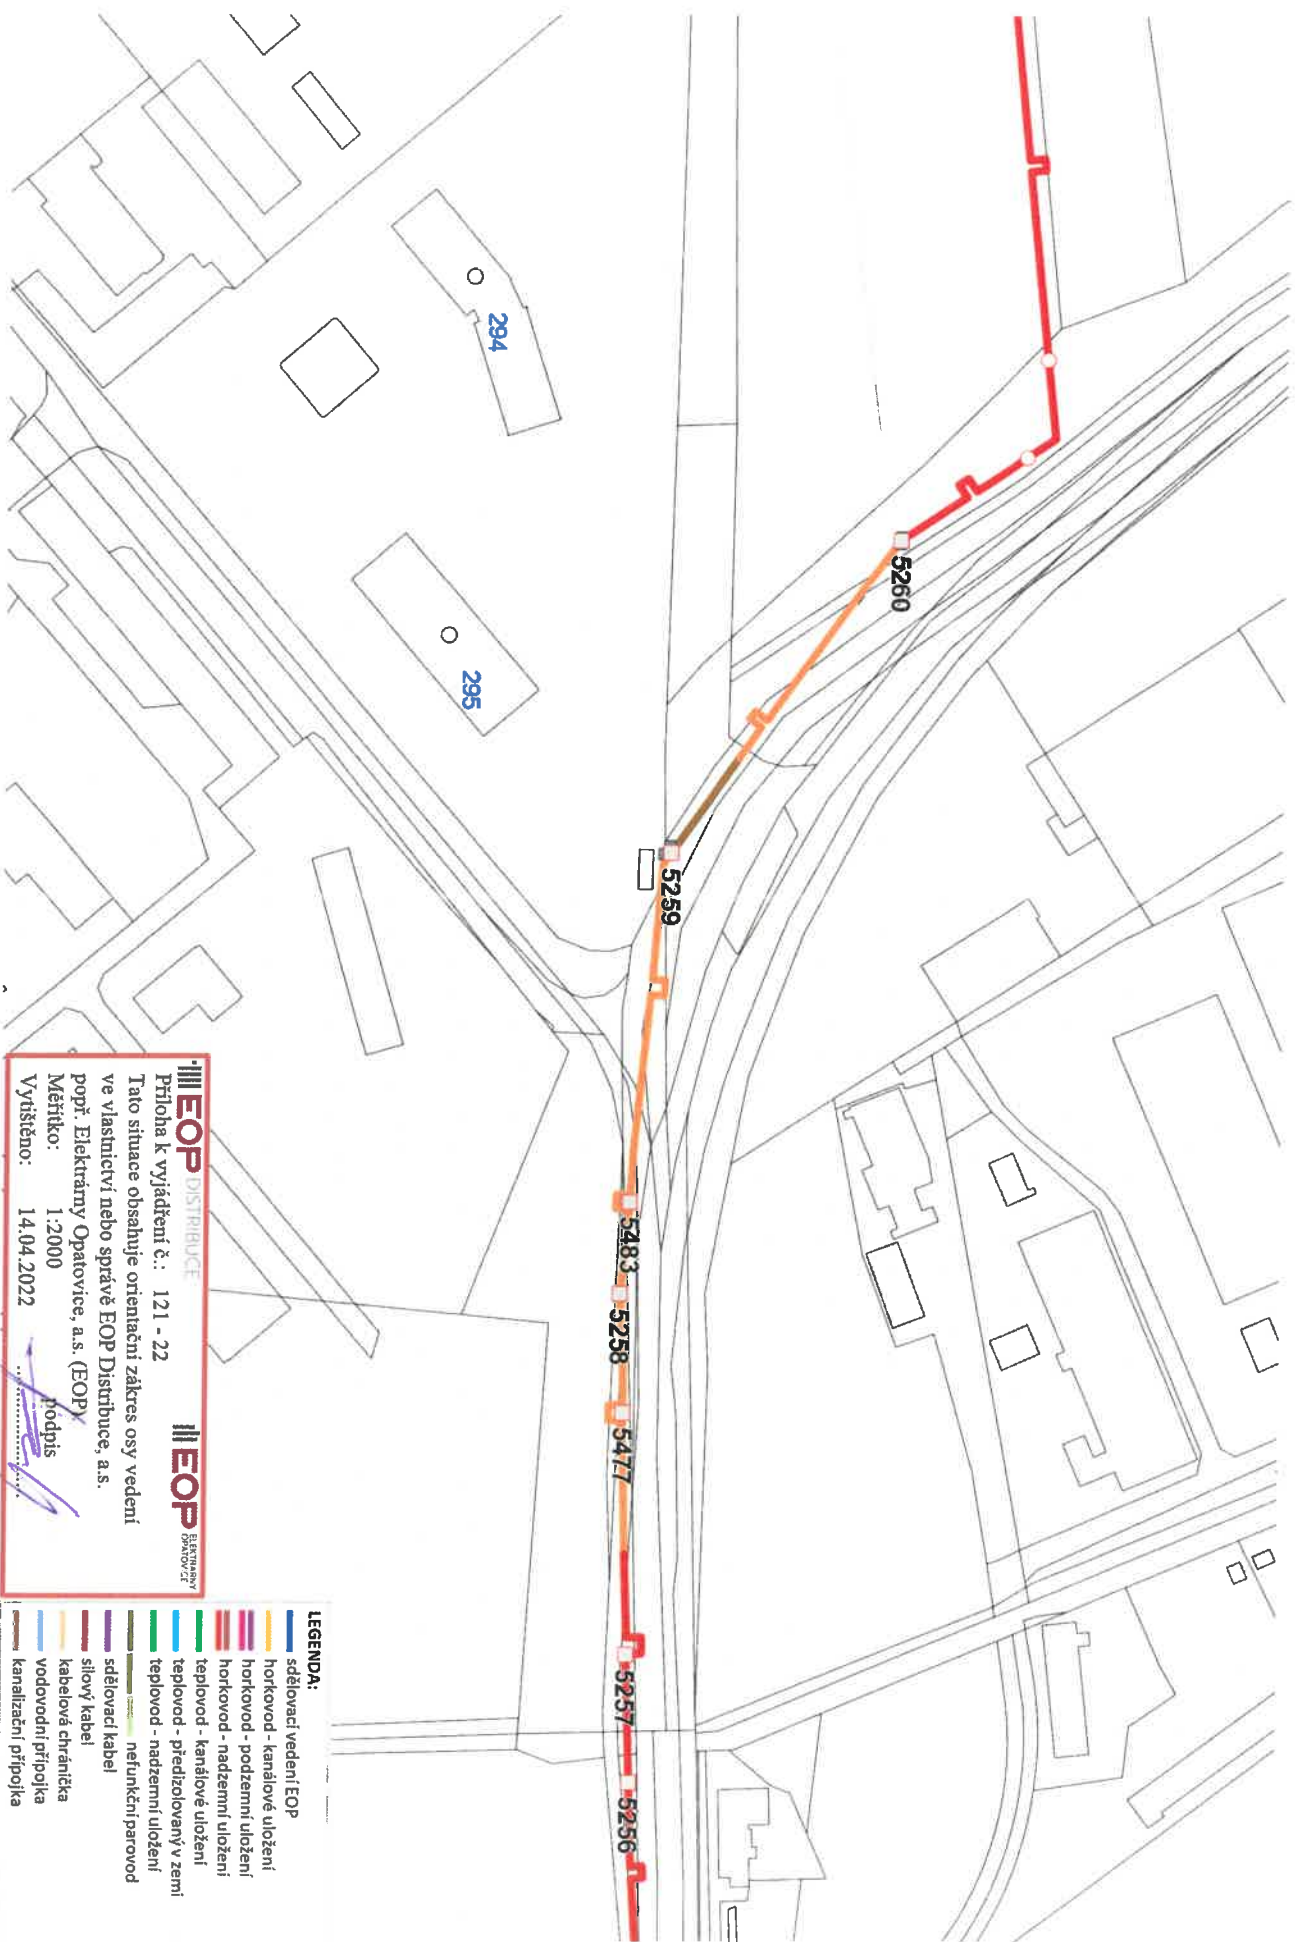 294
295
5260
5259
5483
5258
5477
5257
5256
EOP DISTRIBUCE
EOP ELEKTRÁRNY OPATOVICE
Příloha k vyjádření č.: 121 - 22
Tato situace obsahuje orientační zákres osy vedení
ve vlastnictví nebo správě EOP Distribuce, a.s.
popř. Elektrárny Opatovice, a.s. (EOP)
Měřítko: 1:2000
podpis
Vytištěno: 14.04.2022
LEGENDA:
sdělovací vedení EOP
horkovod - kanálové uložení
horkovod - podzemní uložení
horkovod - nadzemní uložení
teplovod - kanálové uložení
teplovod - předizolovaný v zemi
teplovod - nadzemní uložení
nefunkční parovod
sdělovací kabel
silový kabel
kabelová chránička
vodovodní přípojka
kanalizační přípojka